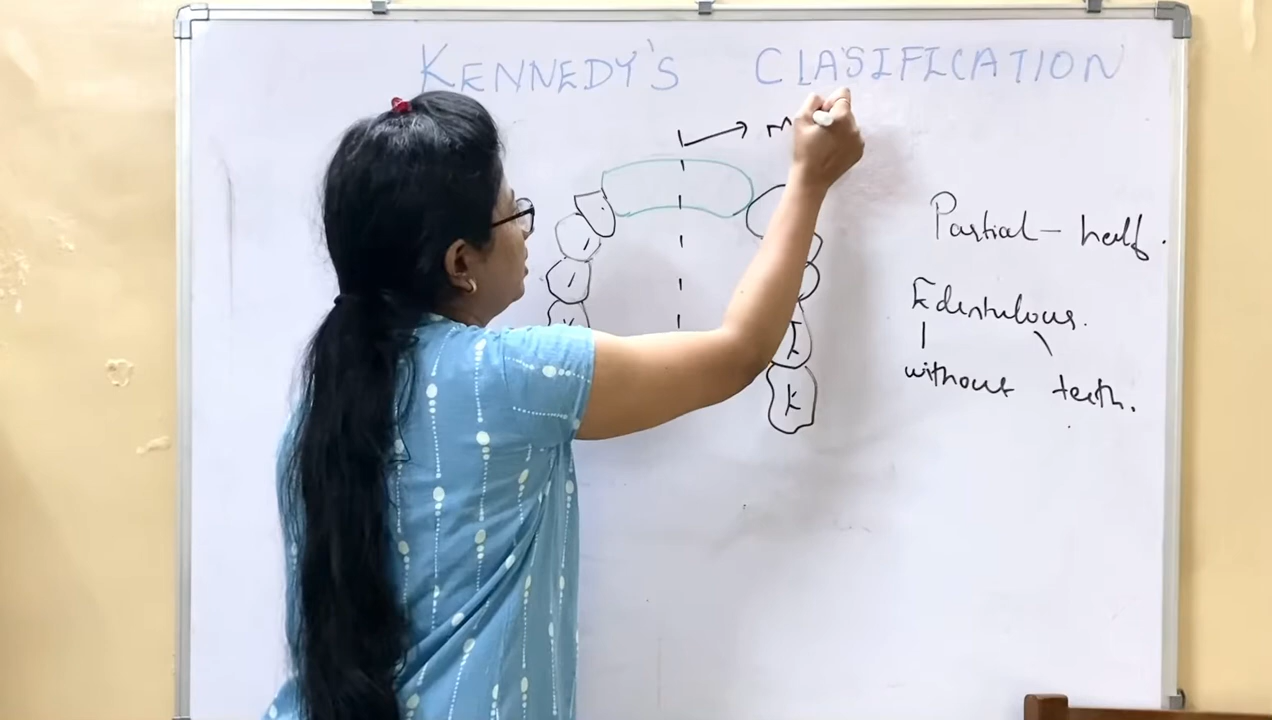 KENNEDY'S CLASIFICATION
Partial - half.
Edentulous.
without teeth.